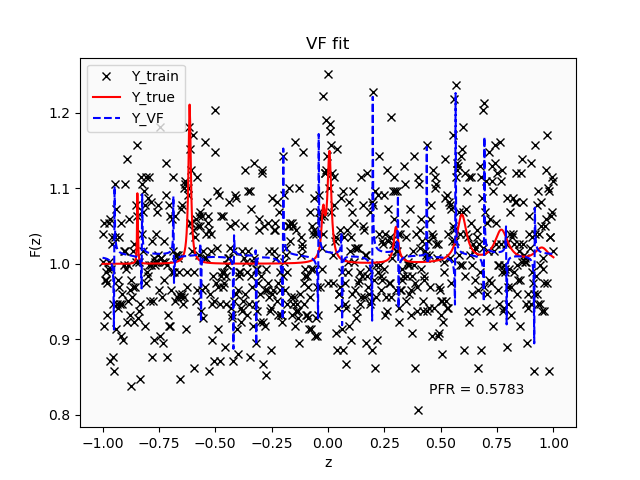 VF fit
Y_train
Y_true
Y_VF
F(z)
1.2
1.1
1.0
0.9
0.8
PFR = 0.5783
−1.00 −0.75 −0.50 −0.25 0.00 0.25 0.50 0.75 1.00
z